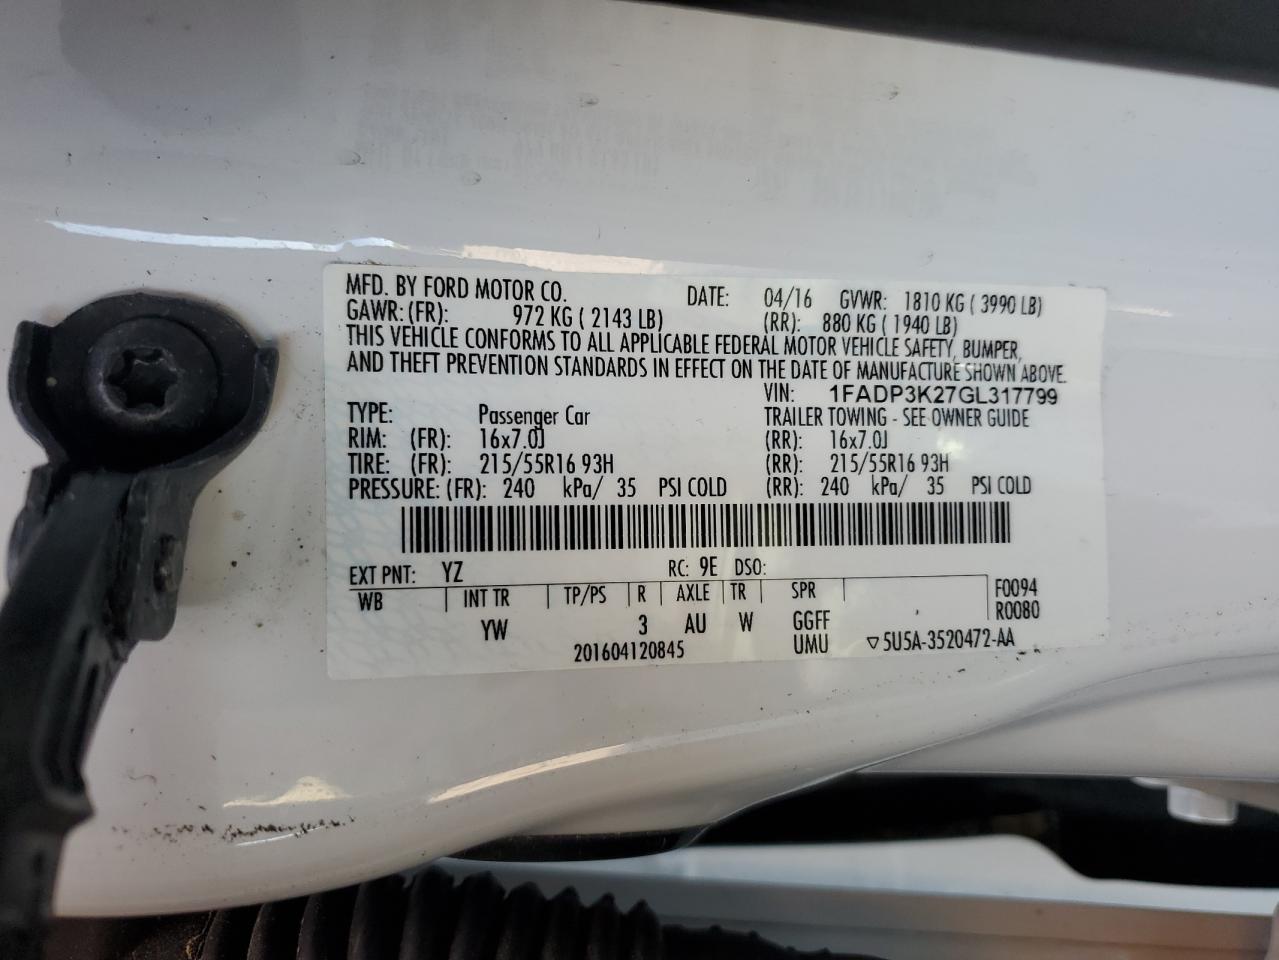 MFD. BY FORD MOTOR CO. DATE: 04/16 GVWR: 1810 KG ( 3990 LB)
GAWR: (FR): 972 KG ( 2143 LB) (RR): 880 KG ( 1940 LB)
THIS VEHICLE CONFORMS TO ALL APPLICABLE FEDERAL MOTOR VEHICLE SAFETY, BUMPER,
AND THEFT PREVENTION STANDARDS IN EFFECT ON THE DATE OF MANUFACTURE SHOWN ABOVE.
VIN: 1FADP3K27GL317799
TYPE: Passenger Car TRAILER TOWING - SEE OWNER GUIDE
RIM: (FR): 16x7.0J (RR): 16x7.0J
TIRE: (FR): 215/55R16 93H (RR): 215/55R16 93H
PRESSURE: (FR): 240 kPa/ 35 PSI COLD (RR): 240 kPa/ 35 PSI COLD
EXT PNT: YZ RC: 9E DSO:
WB INT TR TP/PS R AXLE TR SPR F0094
R0080
YW 3 AU W GGFF
201604120845 UMU ▽5U5A-3520472-AA